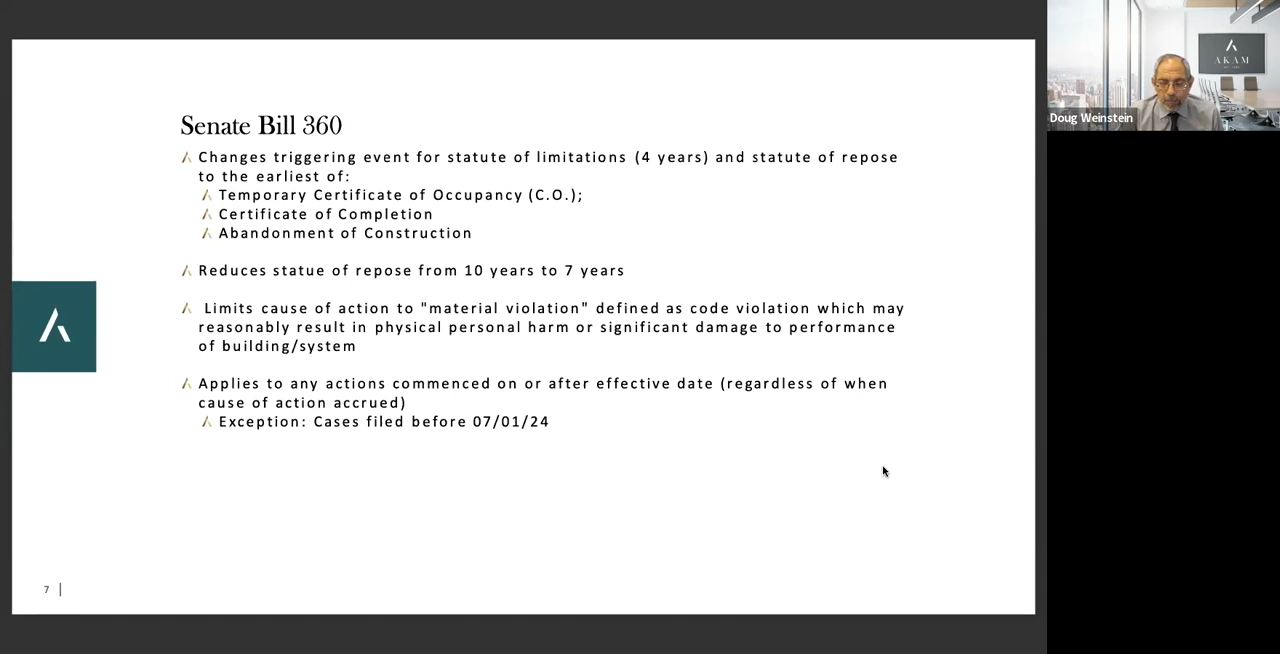 Senate Bill 360
Changes triggering event for statute of limitations (4 years) and statute of repose
to the earliest of:
Temporary Certificate of Occupancy (C.O.);
Certificate of Completion
Abandonment of Construction
Reduces statue of repose from 10 years to 7 years
Limits cause of action to "material violation" defined as code violation which may
reasonably result in physical personal harm or significant damage to performance
of building/system
Applies to any actions commenced on or after effective date (regardless of when
cause of action accrued)
Exception: Cases filed before 07/01/24
7 |
AKAM
Doug Weinstein